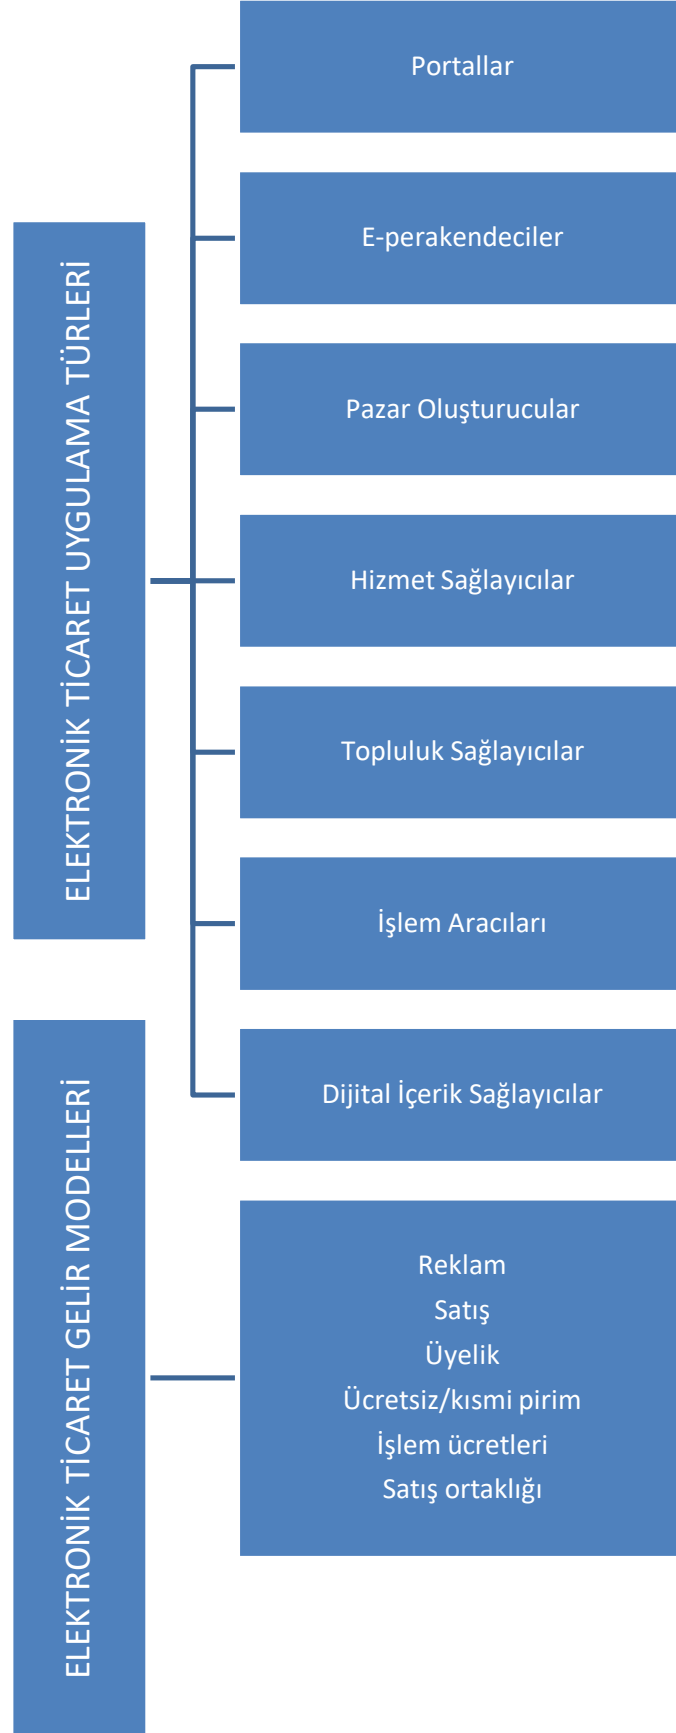 ELEKTRONİK TİCARET UYGULAMA TÜRLERİ
Portallar
E-perakendeciler
Pazar Oluşturucular
Hizmet Sağlayıcılar
Topluluk Sağlayıcılar
İşlem Aracıları
Dijital İçerik Sağlayıcılar
ELEKTRONİK TİCARET GELİR MODELLERİ
Reklam
Satış
Üyelik
Ücretsiz/kısmi pirim
İşlem ücretleri
Satış ortaklığı